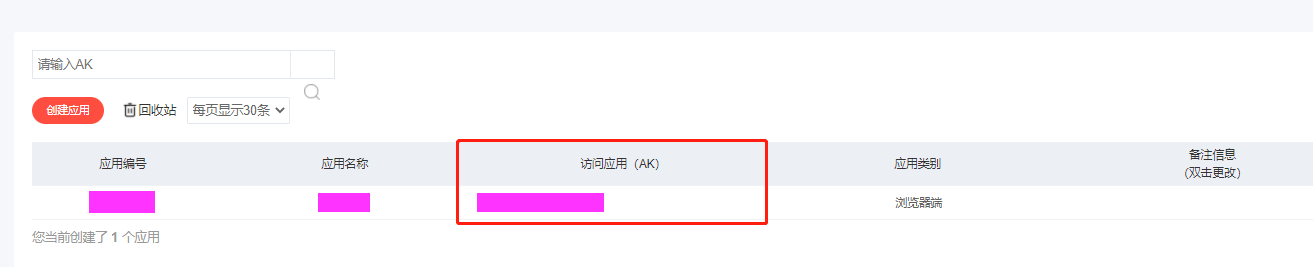 请输入AK
创建应用 回收站 每页显示30条
应用编号 应用名称 访问应用（AK） 应用类别 备注信息
（双击更改）
浏览器端
您当前创建了 1 个应用